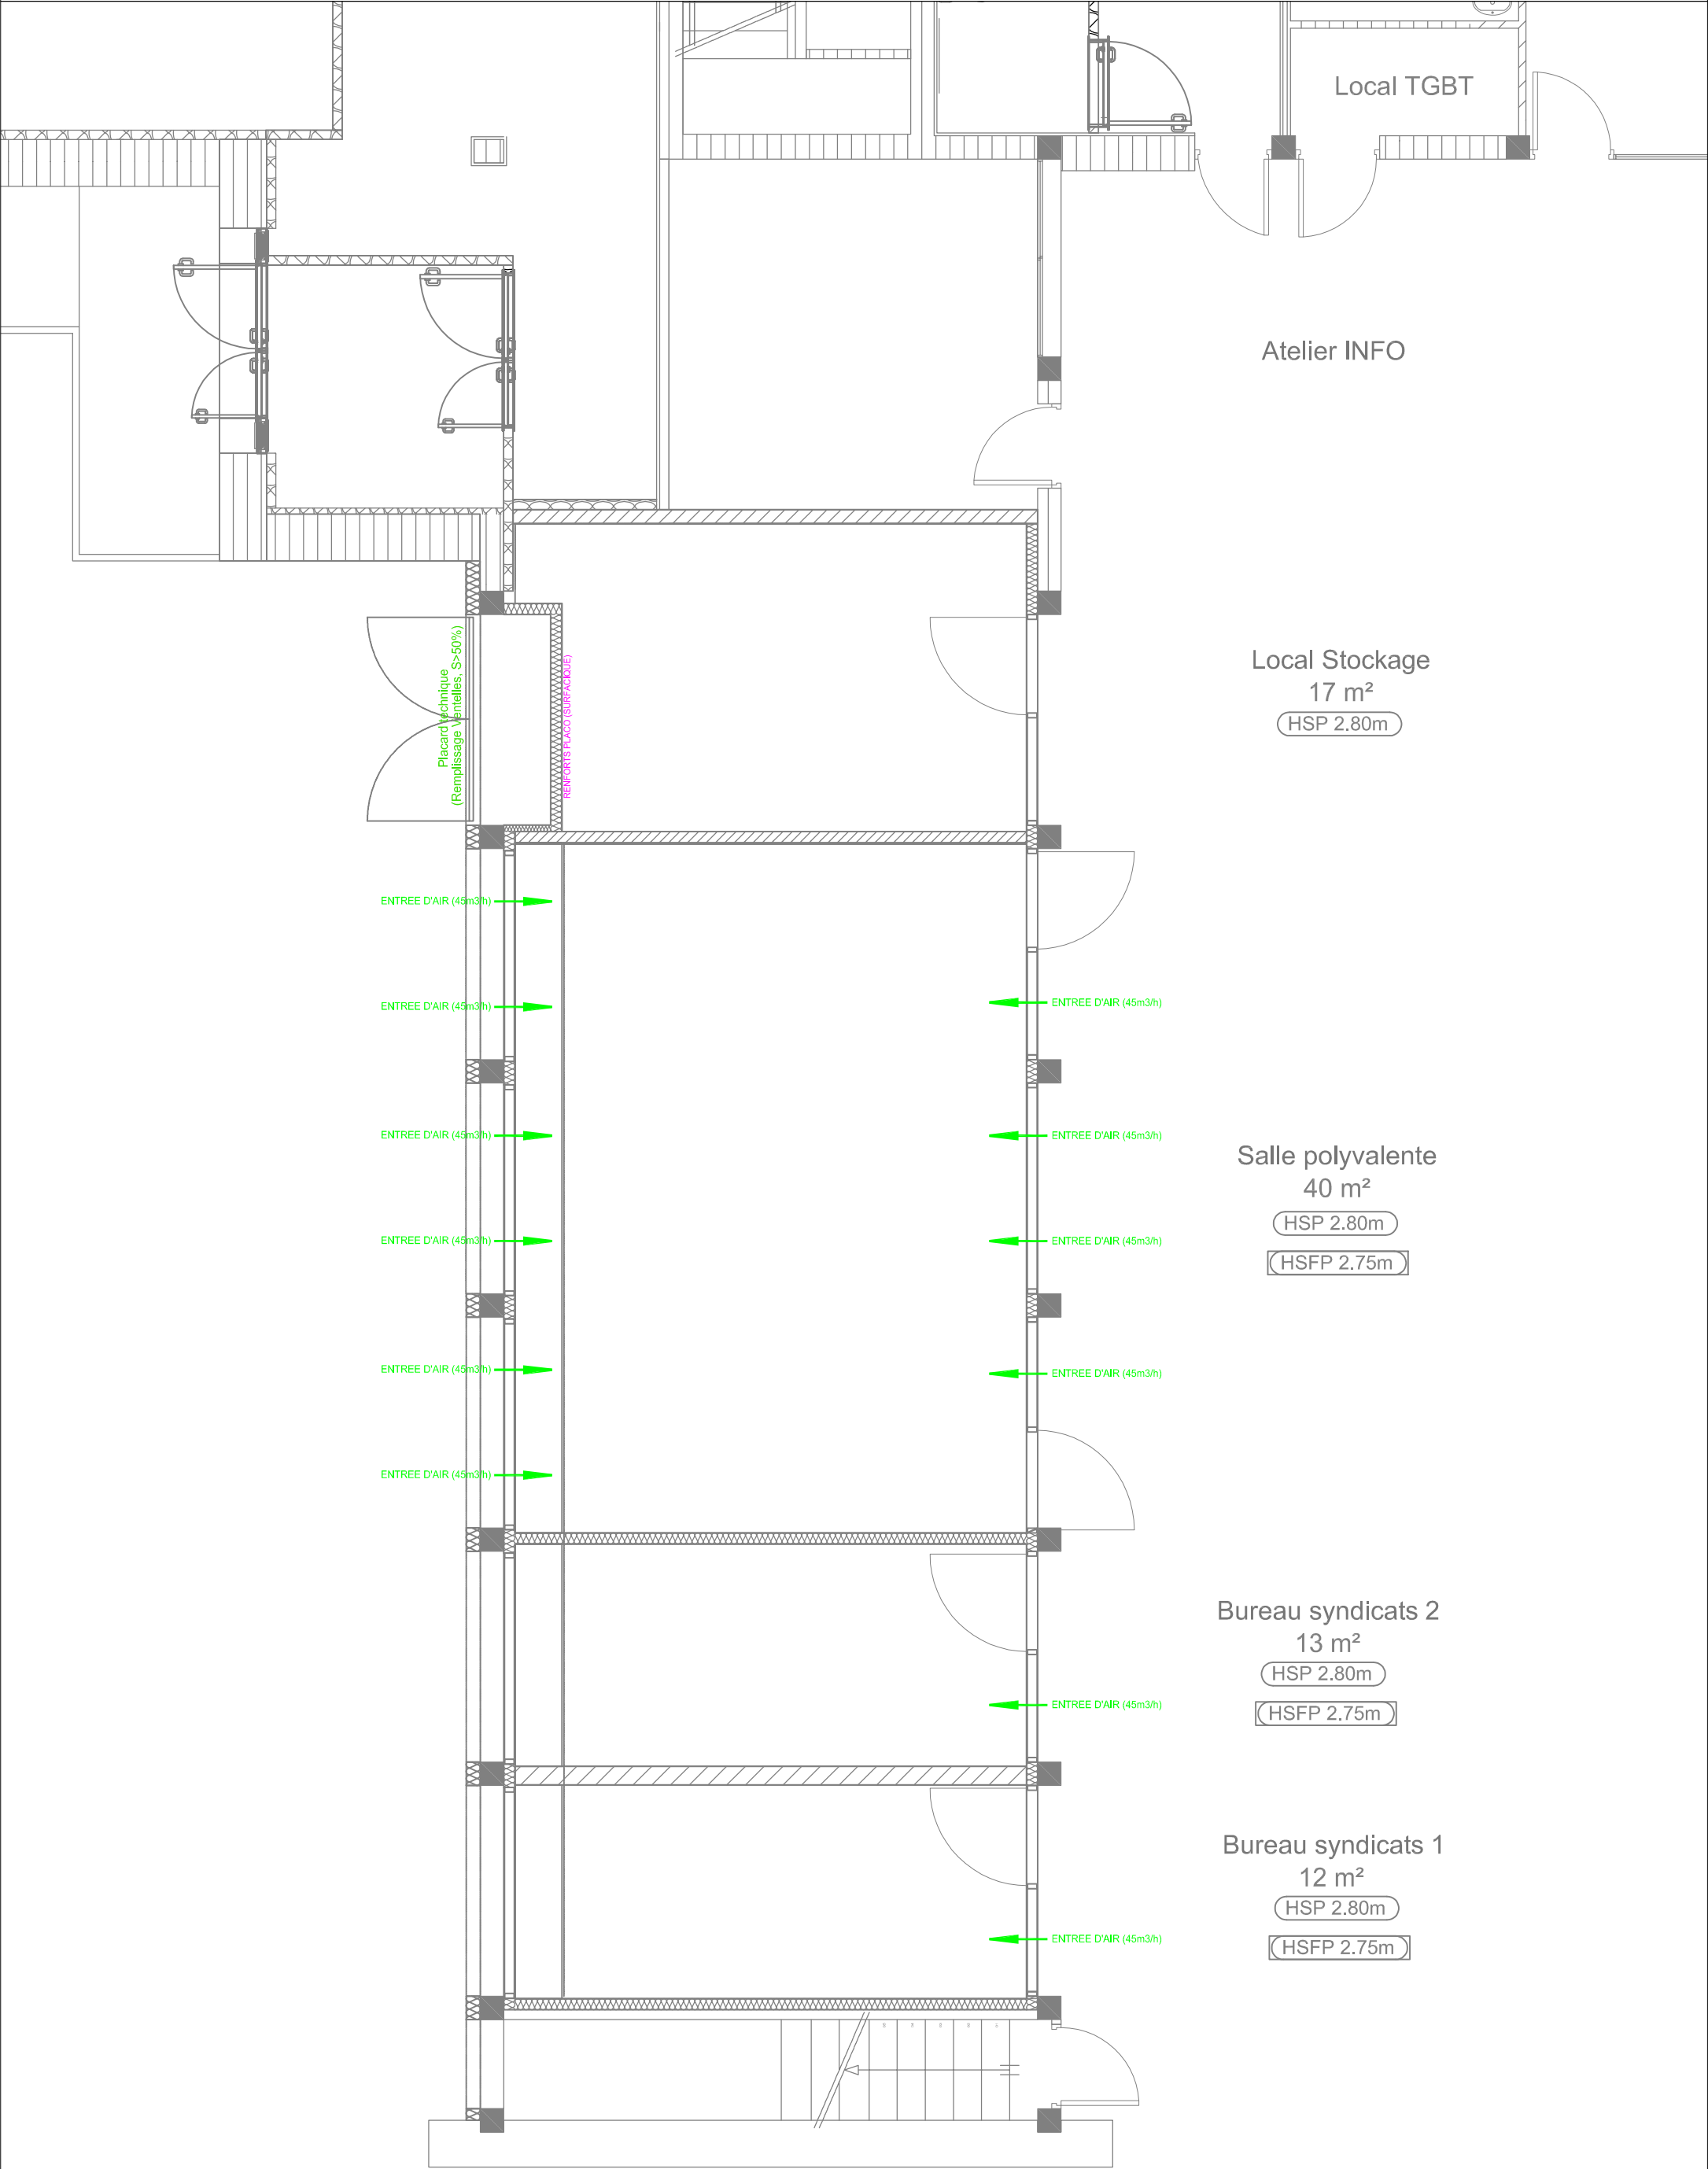 Local TGBT
Atelier INFO
Local Stockage
17 m²
HSP 2.80m
Placard technique
(Remplissage Ventelles, S>50%)
RENFORTS PLACO (SURFACIQUE)
ENTREE D'AIR (45m3/h)
ENTREE D'AIR (45m3/h)
ENTREE D'AIR (45m3/h)
ENTREE D'AIR (45m3/h)
ENTREE D'AIR (45m3/h)
ENTREE D'AIR (45m3/h)
ENTREE D'AIR (45m3/h)
ENTREE D'AIR (45m3/h)
ENTREE D'AIR (45m3/h)
ENTREE D'AIR (45m3/h)
Salle polyvalente
40 m²
HSP 2.80m
HSFP 2.75m
Bureau syndicats 2
13 m²
HSP 2.80m
HSFP 2.75m
ENTREE D'AIR (45m3/h)
Bureau syndicats 1
12 m²
HSP 2.80m
HSFP 2.75m
ENTREE D'AIR (45m3/h)